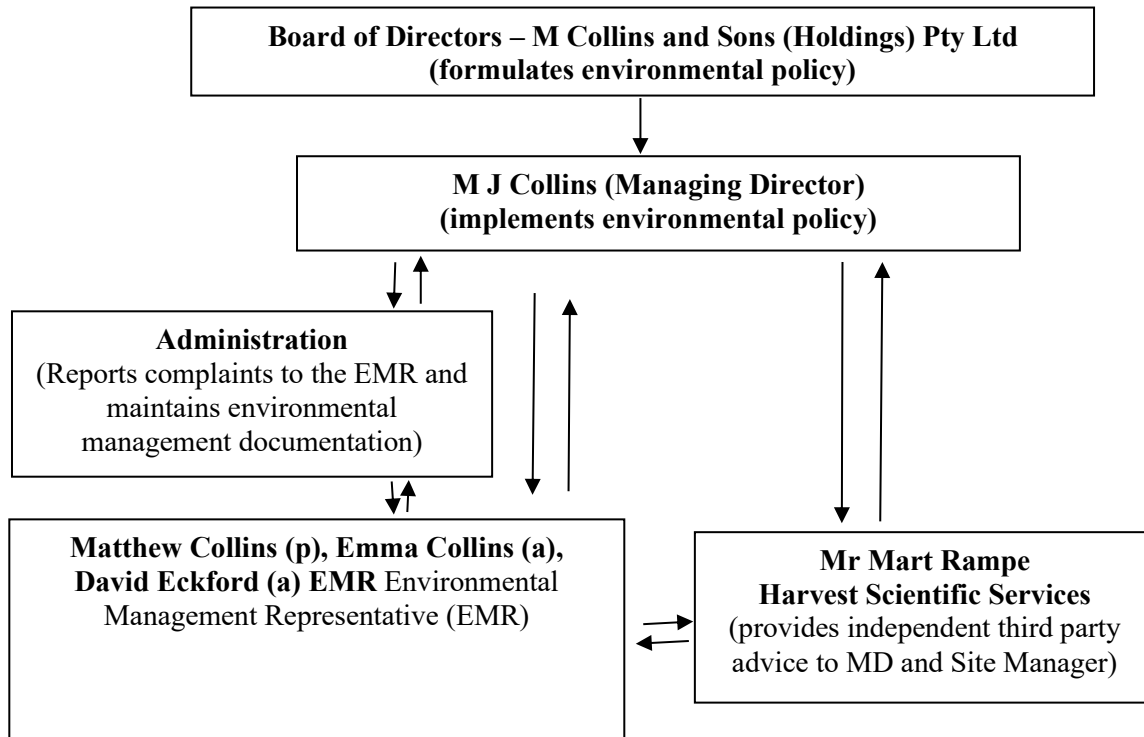 Board of Directors – M Collins and Sons (Holdings) Pty Ltd
(formulates environmental policy)
M J Collins (Managing Director)
(implements environmental policy)
Administration
(Reports complaints to the EMR and
maintains environmental
management documentation)
Matthew Collins (p), Emma Collins (a),
David Eckford (a) EMR Environmental
Management Representative (EMR)
Mr Mart Rampe
Harvest Scientific Services
(provides independent third party
advice to MD and Site Manager)